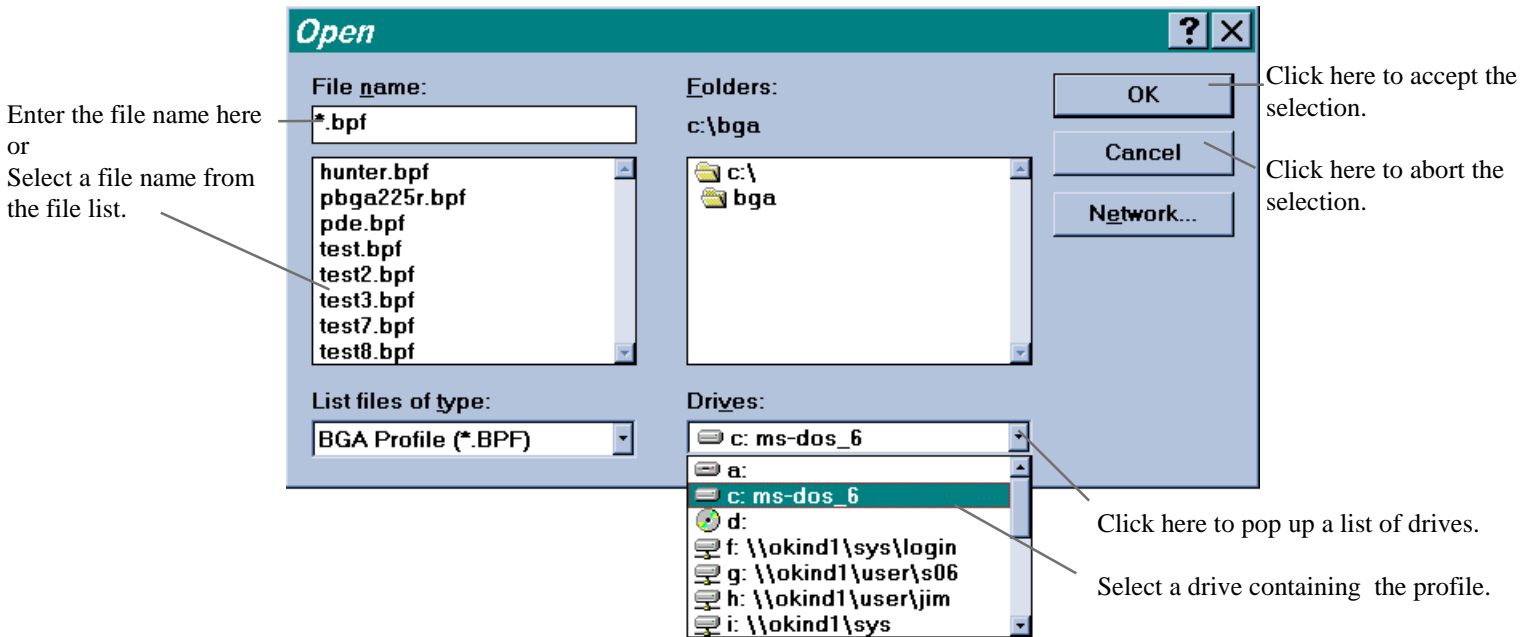 Open
File name:
*.bpf
hunter.bpf
pbga225r.bpf
pde.bpf
test.bpf
test2.bpf
test3.bpf
test7.bpf
test8.bpf
List files of type:
BGA Profile (*.BPF)
Folders:
c:\bga
c:\
bga
Drives:
c: ms-dos_6
a:
c: ms-dos_6
d:
f: \\okind1\sys\login
g: \\okind1\user\s06
h: \\okind1\user\jim
i: \\okind1\sys
OK
Cancel
Network...
Enter the file name here
or
Select a file name from
the file list.
Click here to accept the
selection.
Click here to abort the
selection.
Click here to pop up a list of drives.
Select a drive containing the profile.